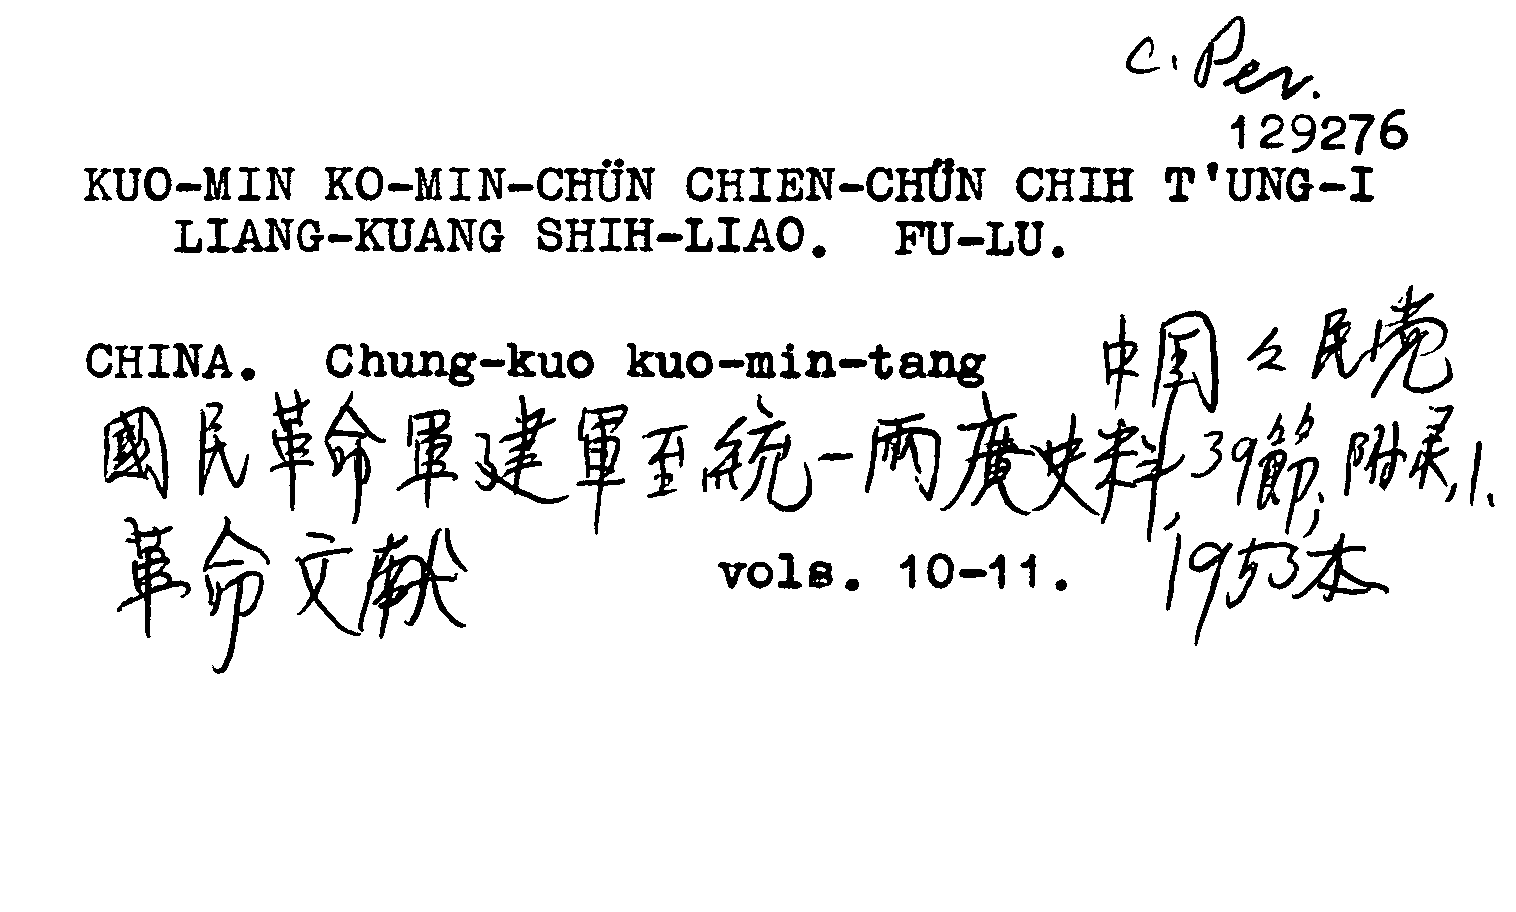 C. Per.
129276
KUO-MIN KO-MIN-CHÜN CHIEN-CHÜN CHIH T'UNG-I
LIANG-KUANG SHIH-LIAO. FU-LU.
CHINA. Chung-kuo kuo-min-tang 中国々民党
國民革命軍建軍至統一兩廣史料, 39節; 附录, 1.
革命文献 vols. 10-11. 1953本